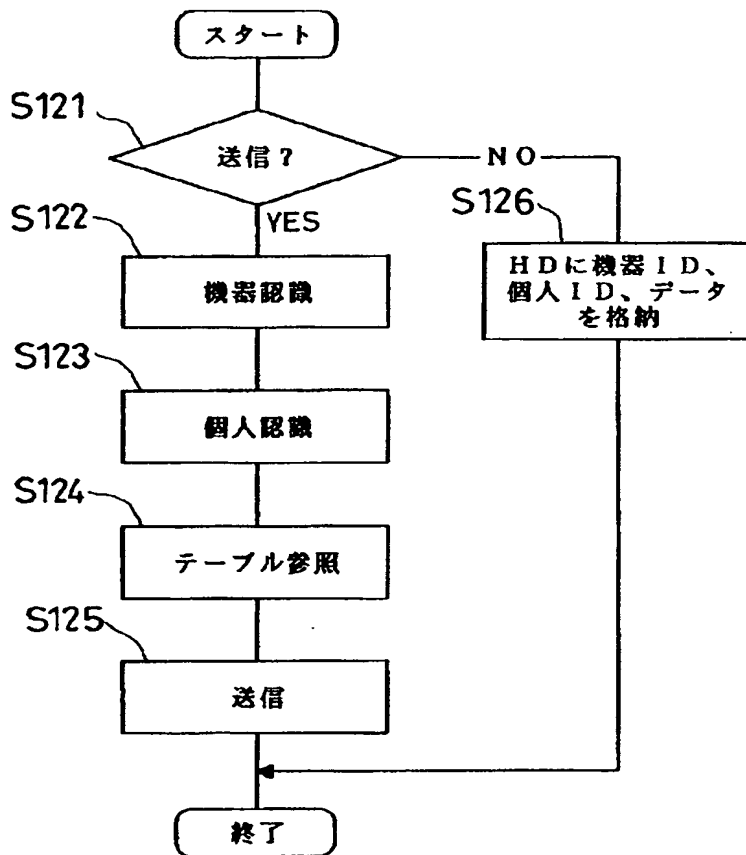 スタート
S121
送信?
NO
YES
S122
機器認識
S126
HDに機器ID、
個人ID、データ
を格納
S123
個人認識
S124
テーブル参照
S125
送信
終了